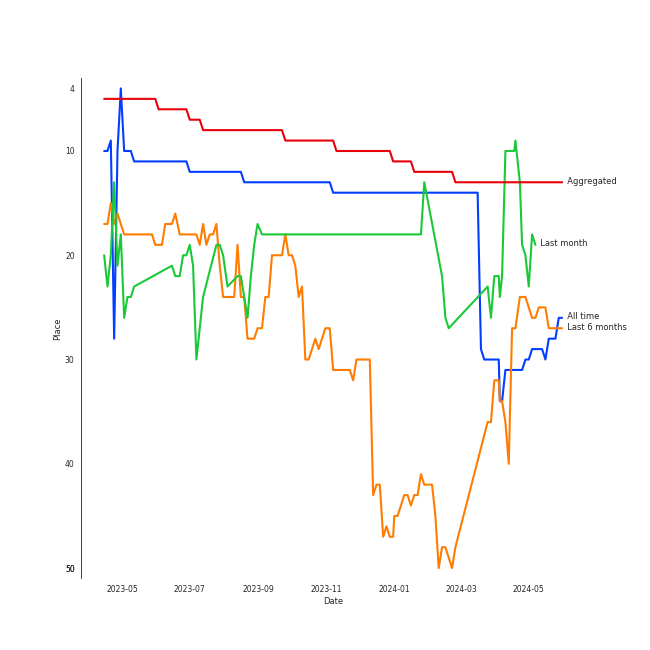 4
10
20
30
40
50
Place
2023-05
2023-07
2023-09
2023-11
2024-01
2024-03
2024-05
Date
Aggregated
Last month
All time
Last 6 months